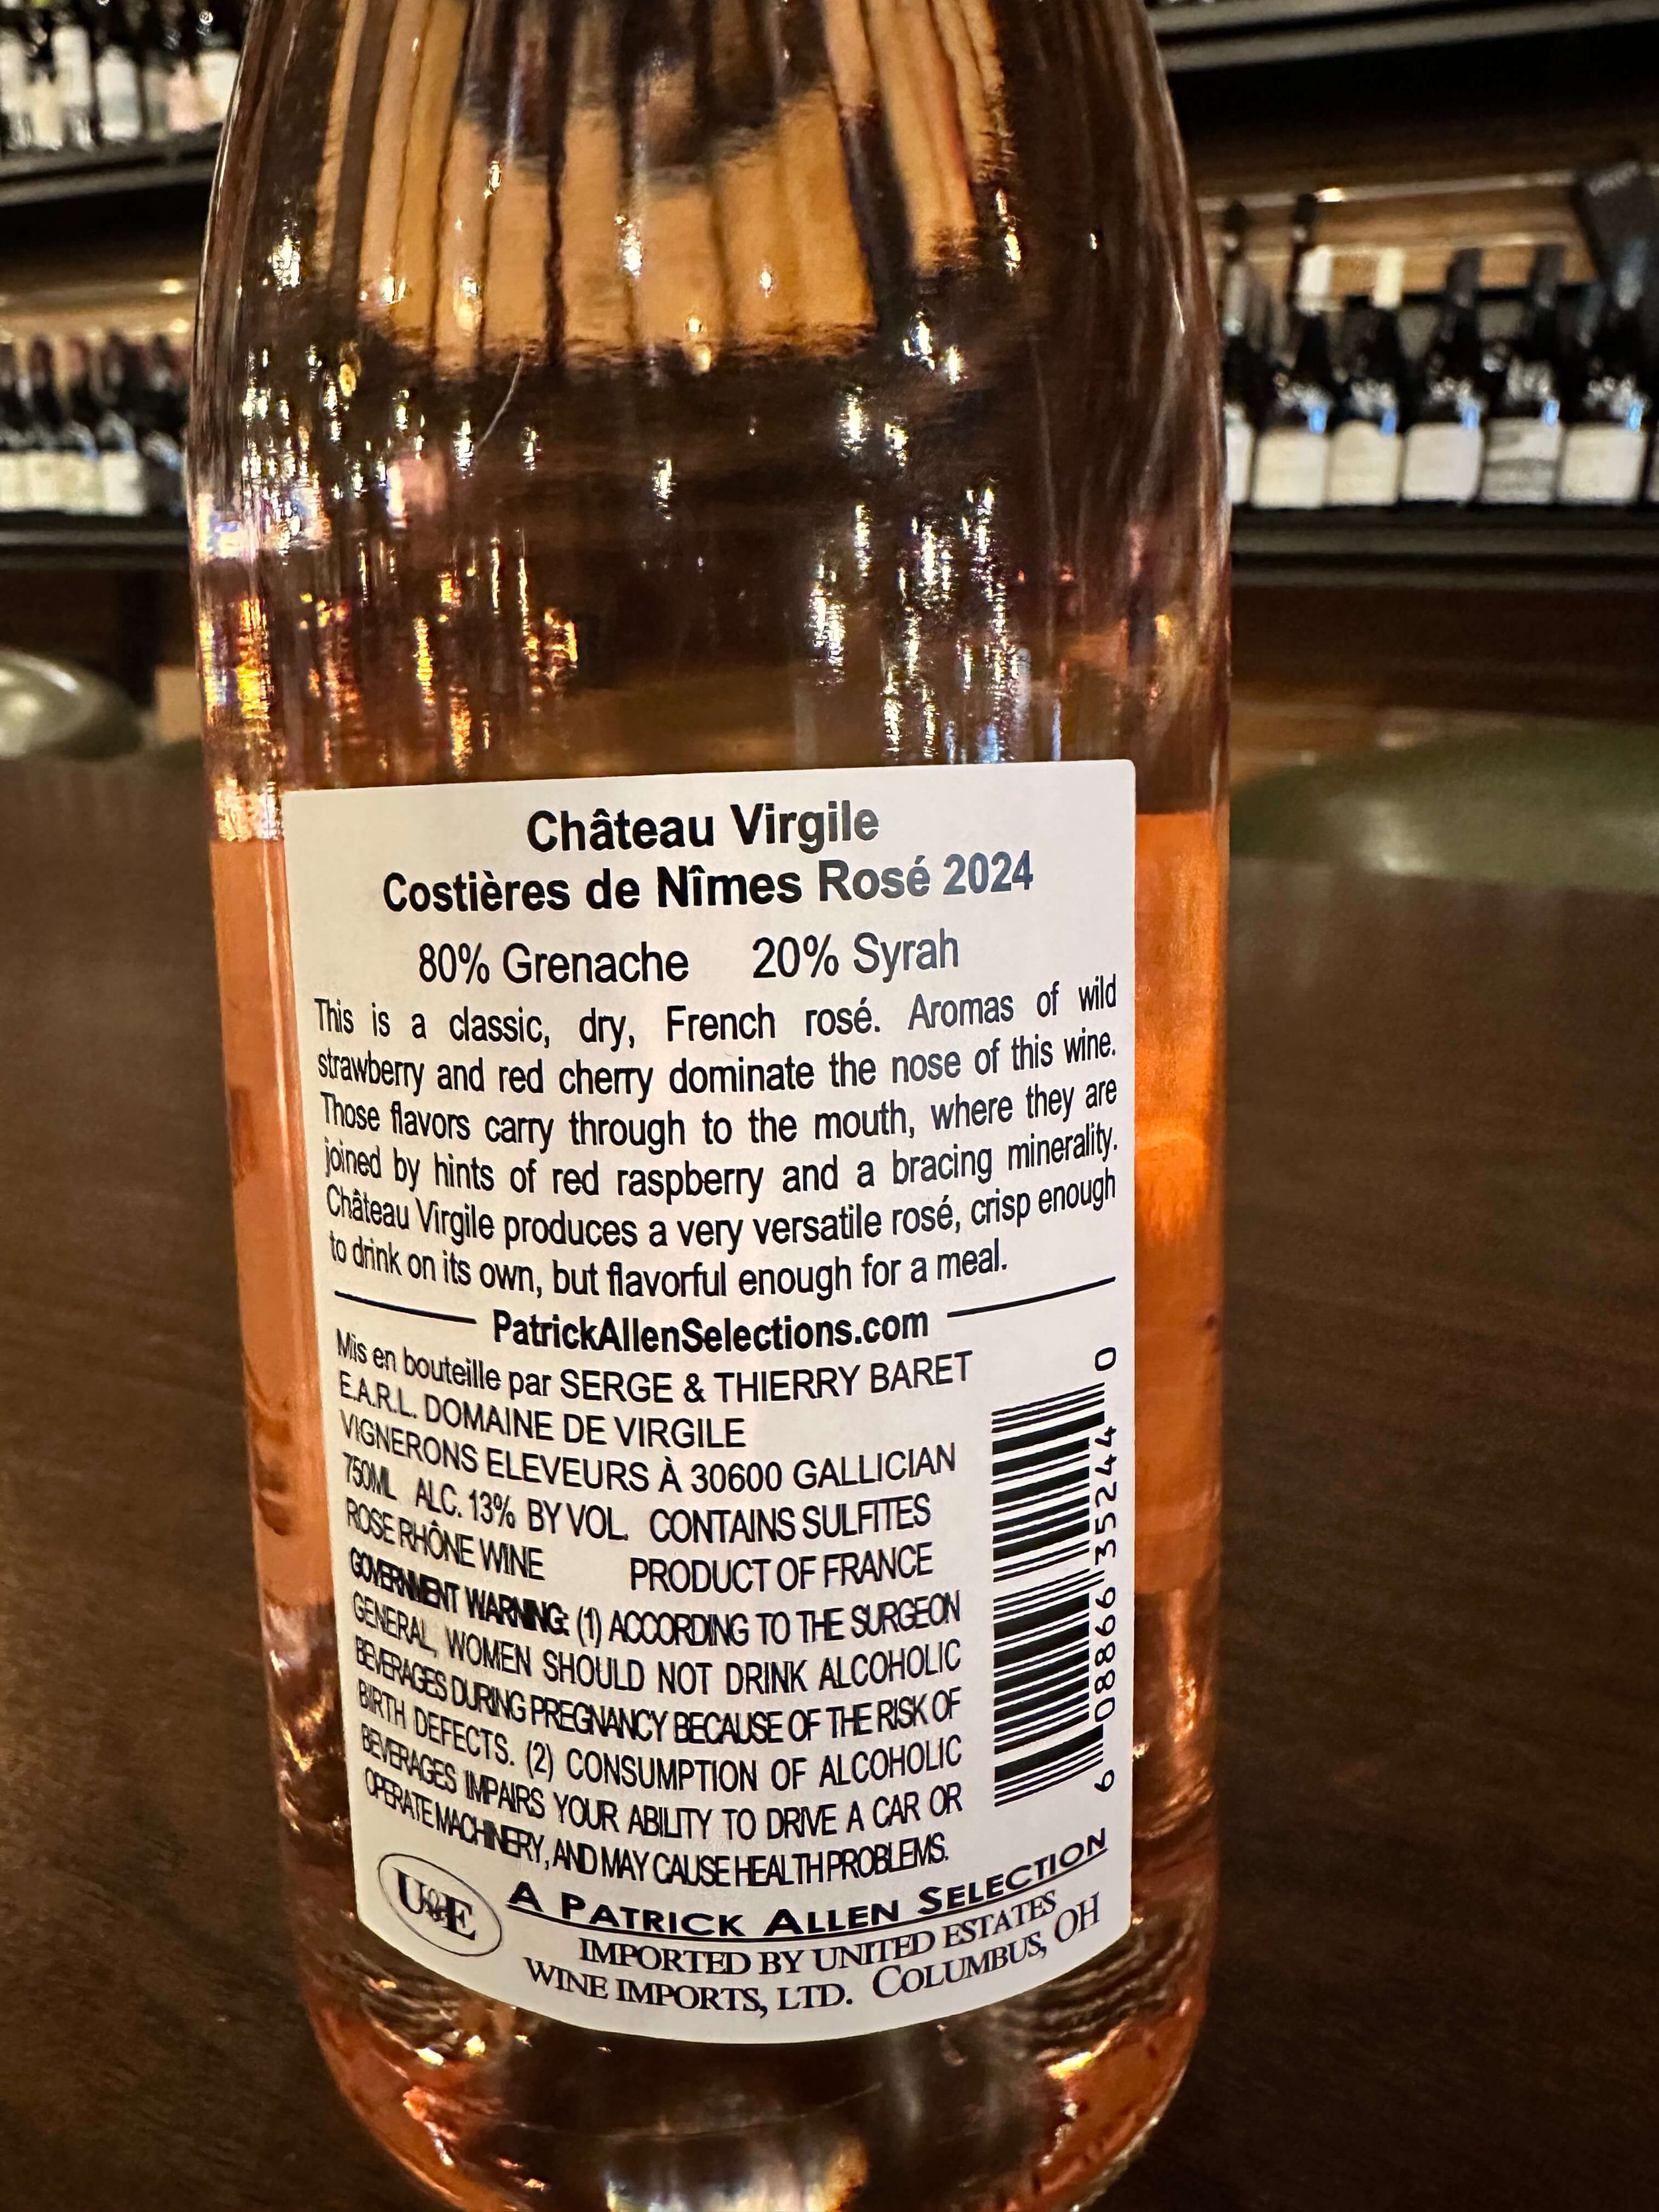 Château Virgile
Costières de Nîmes Rosé 2024
80% Grenache 20% Syrah
This is a classic, dry, French rosé. Aromas of wild
strawberry and red cherry dominate the nose of this wine.
Those flavors carry through to the mouth, where they are
joined by hints of red raspberry and a bracing minerality.
Château Virgile produces a very versatile rosé, crisp enough
to drink on its own, but flavorful enough for a meal.
PatrickAllenSelections.com
Mis en bouteille par SERGE & THIERRY BARET
E.A.R.L. DOMAINE DE VIRGILE
VIGNERONS ELEVEURS À 30600 GALLICIAN
750ML ALC. 13% BY VOL. CONTAINS SULFITES
ROSE RHÔNE WINE PRODUCT OF FRANCE
GOVERNMENT WARNING: (1) ACCORDING TO THE SURGEON
GENERAL, WOMEN SHOULD NOT DRINK ALCOHOLIC
BEVERAGES DURING PREGNANCY BECAUSE OF THE RISK OF
BIRTH DEFECTS. (2) CONSUMPTION OF ALCOHOLIC
BEVERAGES IMPAIRS YOUR ABILITY TO DRIVE A CAR OR
OPERATE MACHINERY, AND MAY CAUSE HEALTH PROBLEMS.
6 08866 35244 0
U&E
A PATRICK ALLEN SELECTION
IMPORTED BY UNITED ESTATES
WINE IMPORTS, LTD. COLUMBUS, OH